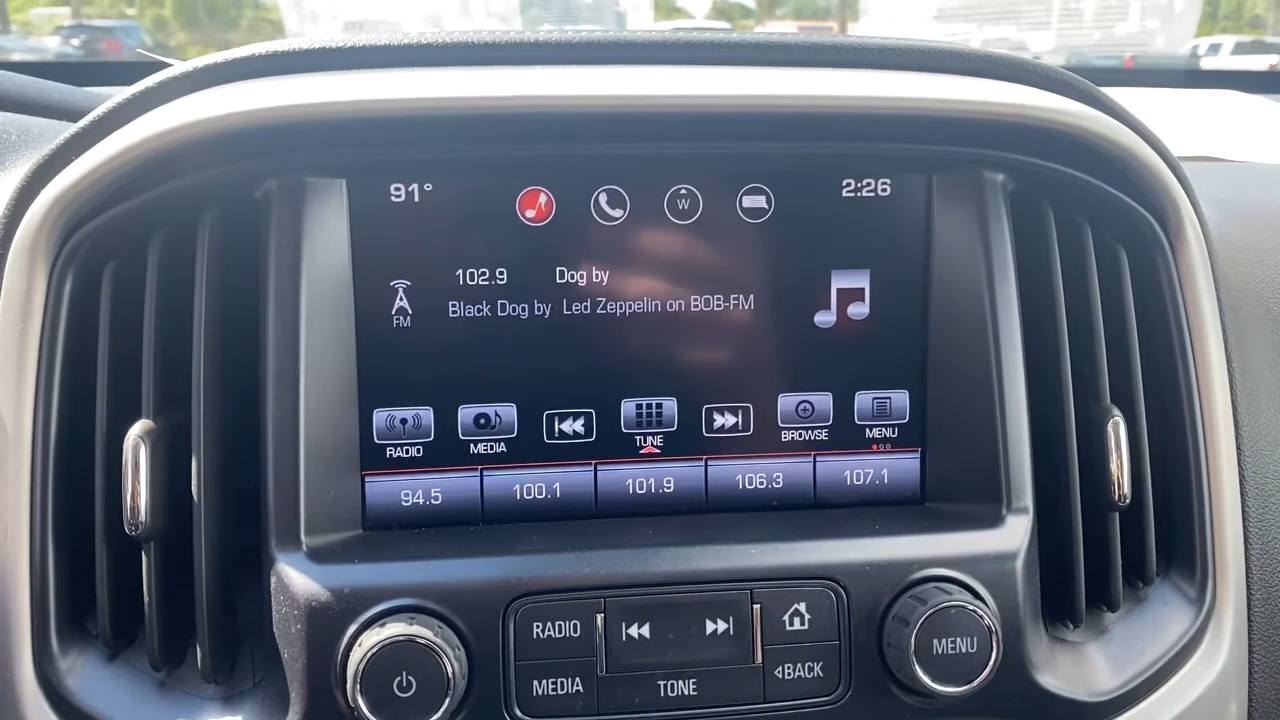 91° W 2:26
102.9 Dog by
FM Black Dog by Led Zeppelin on BOB-FM
RADIO MEDIA TUNE BROWSE MENU
94.5 100.1 101.9 106.3 107.1
RADIO
MEDIA TONE BACK
MENU